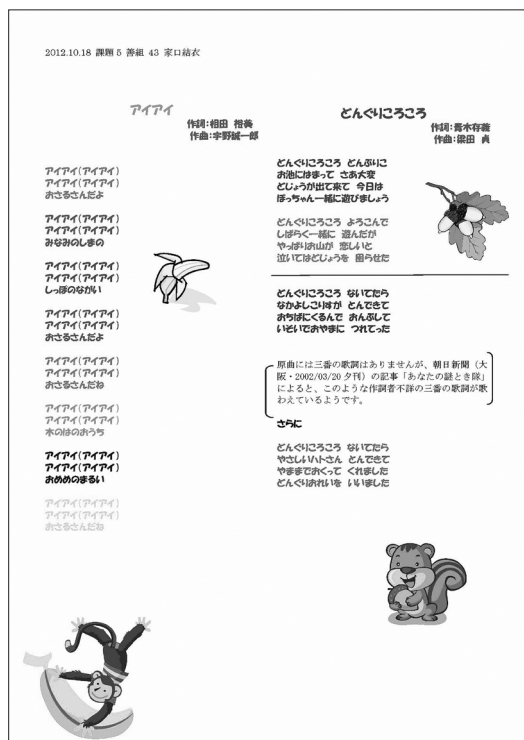 2012.10.18 課題5 善組 43 家口結衣
アイアイ
作詞:相田 裕美
作曲:宇野誠一郎
アイアイ(アイアイ)
アイアイ(アイアイ)
おさるさんだよ
アイアイ(アイアイ)
アイアイ(アイアイ)
みなみのしまの
アイアイ(アイアイ)
アイアイ(アイアイ)
しっぽのながい
アイアイ(アイアイ)
アイアイ(アイアイ)
おさるさんだよ
アイアイ(アイアイ)
アイアイ(アイアイ)
おさるさんだね
アイアイ(アイアイ)
アイアイ(アイアイ)
木のはのおうち
アイアイ(アイアイ)
アイアイ(アイアイ)
おめめのまるい
アイアイ(アイアイ)
アイアイ(アイアイ)
おさるさんだね
どんぐりころころ
作詞:青木存義
作曲:梁田 貞
どんぐりころころ どんぶりこ
お池にはまって さあ大変
どじょうが出て来て 今日は
ぼっちゃん一緒に遊びましょう
どんぐりころころ よろこんで
しばらく一緒に 遊んだが
やっぱりお山が 恋しいと
泣いてはどじょうを 困らせた
どんぐりころころ ないてたら
なかよしこりすが とんできて
おちばにくるんで おんぶして
いそいでおやまに つれてった
原曲には三番の歌詞はありませんが、朝日新聞(大
阪・2002/03/20 夕刊)の記事「あなたの謎とき隊」
によると、このような作詞者不詳の三番の歌詞が歌
わえているようです。
さらに
どんぐりころころ ないてたら
やさしいハトさん とんできて
やままでおくって くれました
どんぐりおれいを いいました